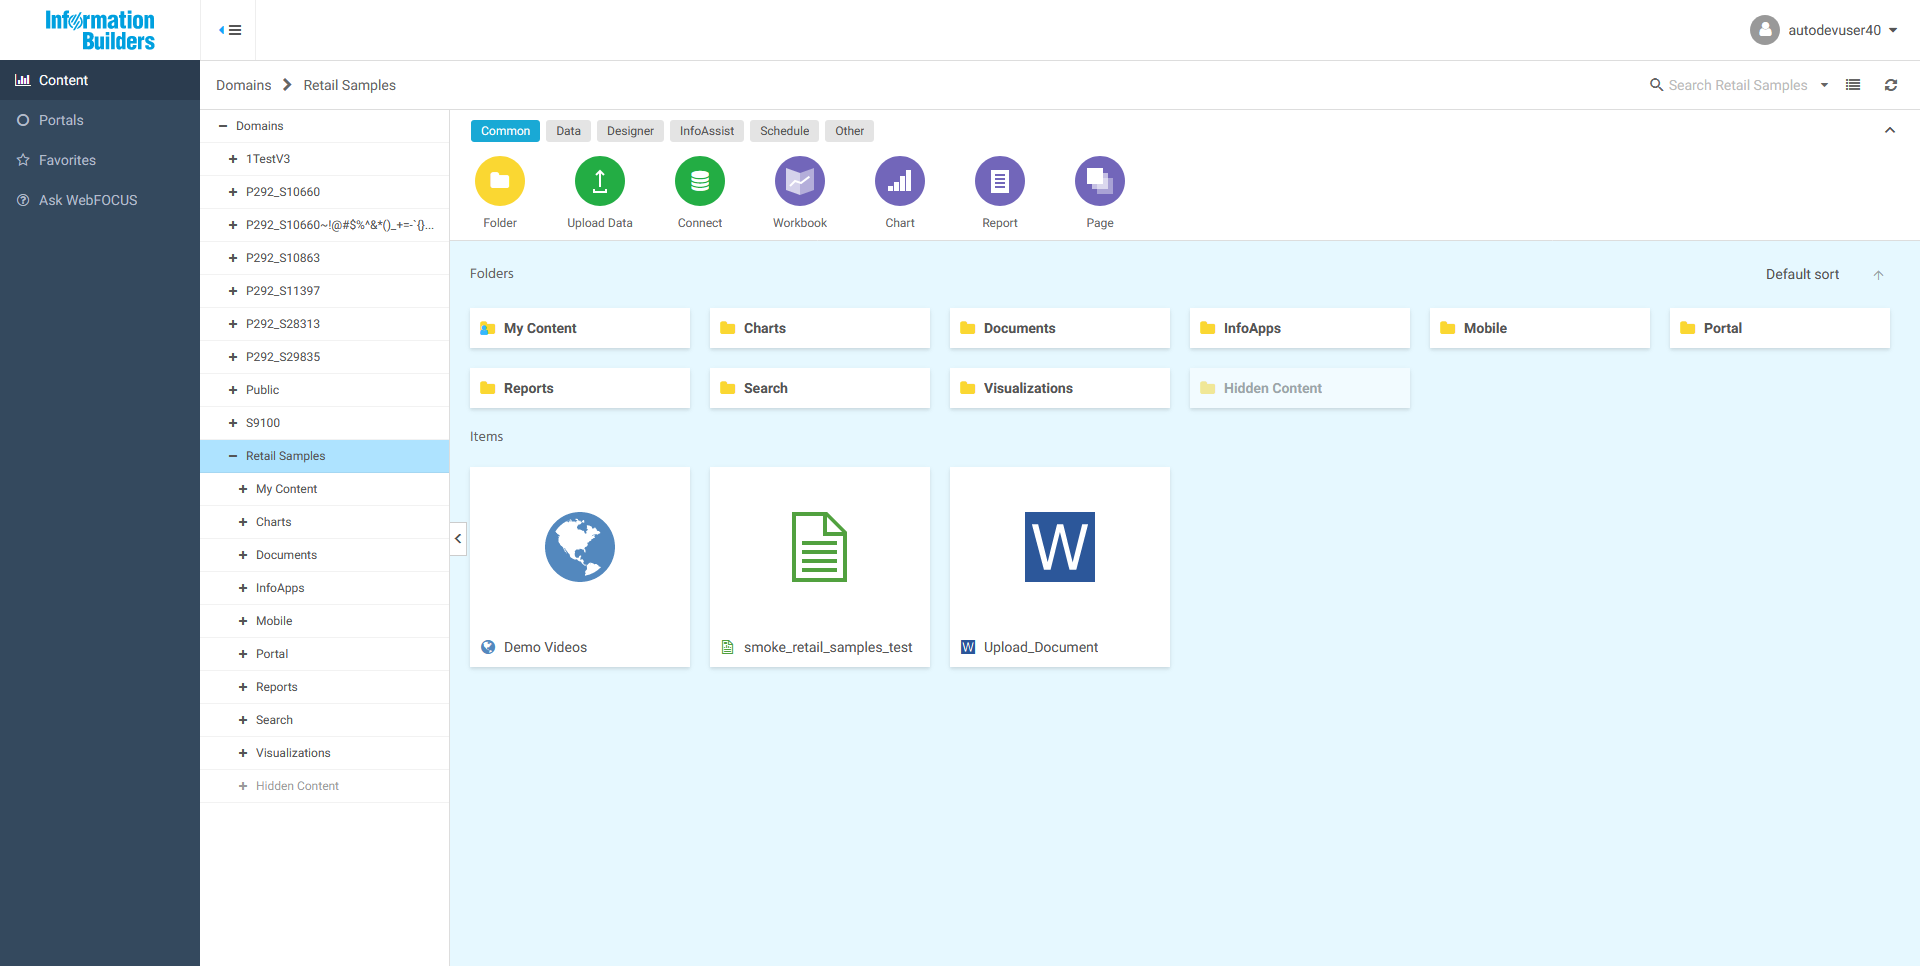 Information
Builders
autodevuser40
Content
Portals
Favorites
Ask WebFOCUS
Domains Retail Samples
Search Retail Samples
Domains
1TestV3
P292_S10660
P292_S10660~!@#$%^&*()_+=-`{}...
P292_S10863
P292_S11397
P292_S28313
P292_S29835
Public
S9100
Retail Samples
My Content
Charts
Documents
InfoApps
Mobile
Portal
Reports
Search
Visualizations
Hidden Content
Common Data Designer InfoAssist Schedule Other
Folder Upload Data Connect Workbook Chart Report Page
Folders
Default sort
My Content Charts Documents InfoApps Mobile Portal
Reports Search Visualizations Hidden Content
Items
W
Demo Videos smoke_retail_samples_test W Upload_Document